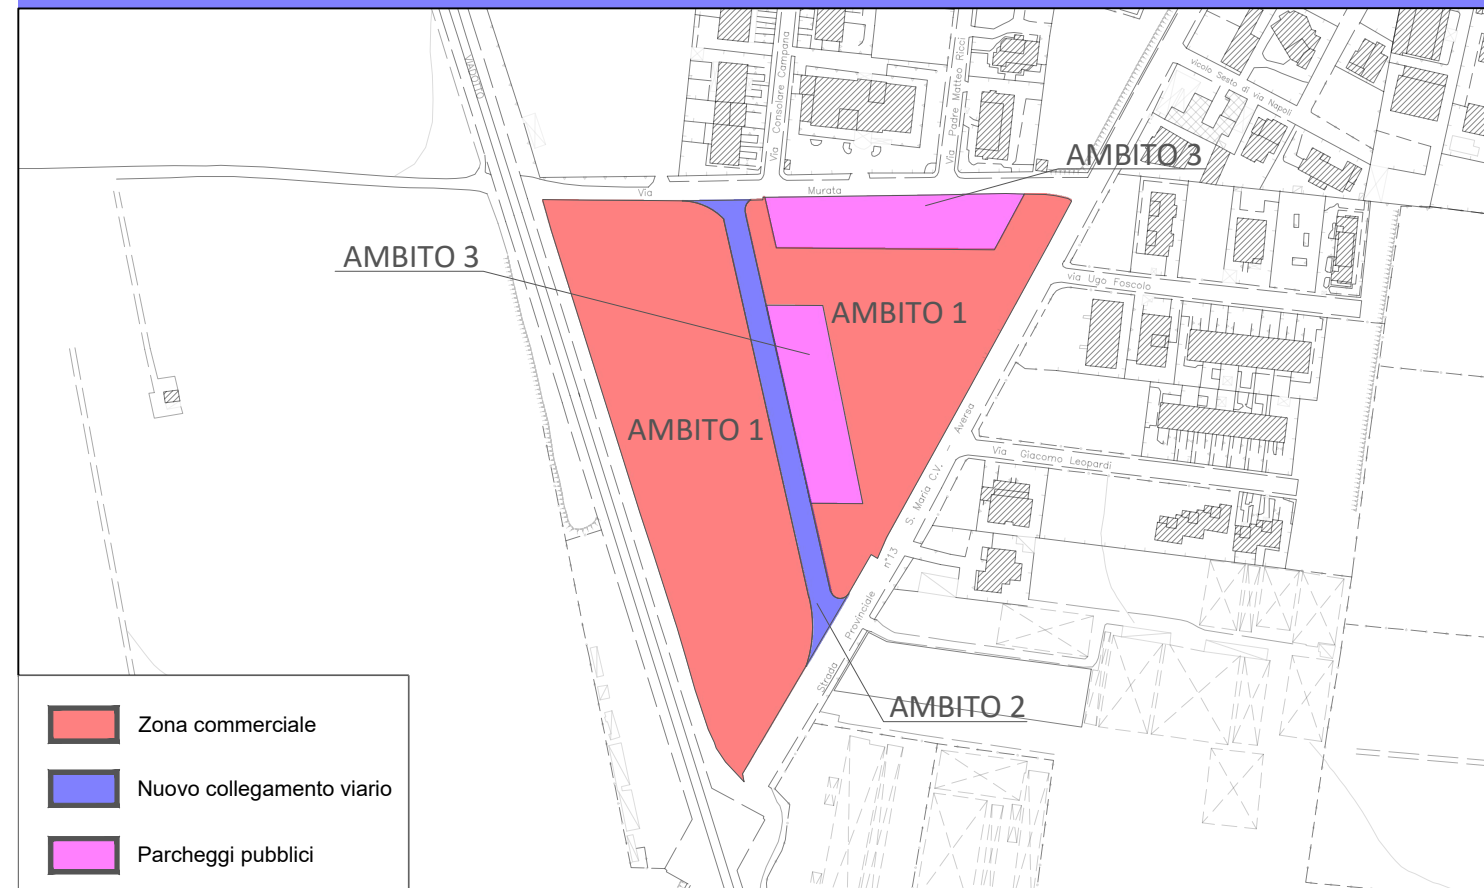 VIADOTTO
Via Consolare Campana
Via Padre Matteo Ricci
vicolo Sesto di via Napoli
AMBITO 3
Via Murata
AMBITO 3
via Ugo Foscolo
AMBITO 1
AMBITO 1
Via Giacomo Leopardi
Strada Provinciale n°13 S. Maria C.V. - Aversa
AMBITO 2
Zona commerciale
Nuovo collegamento viario
Parcheggi pubblici